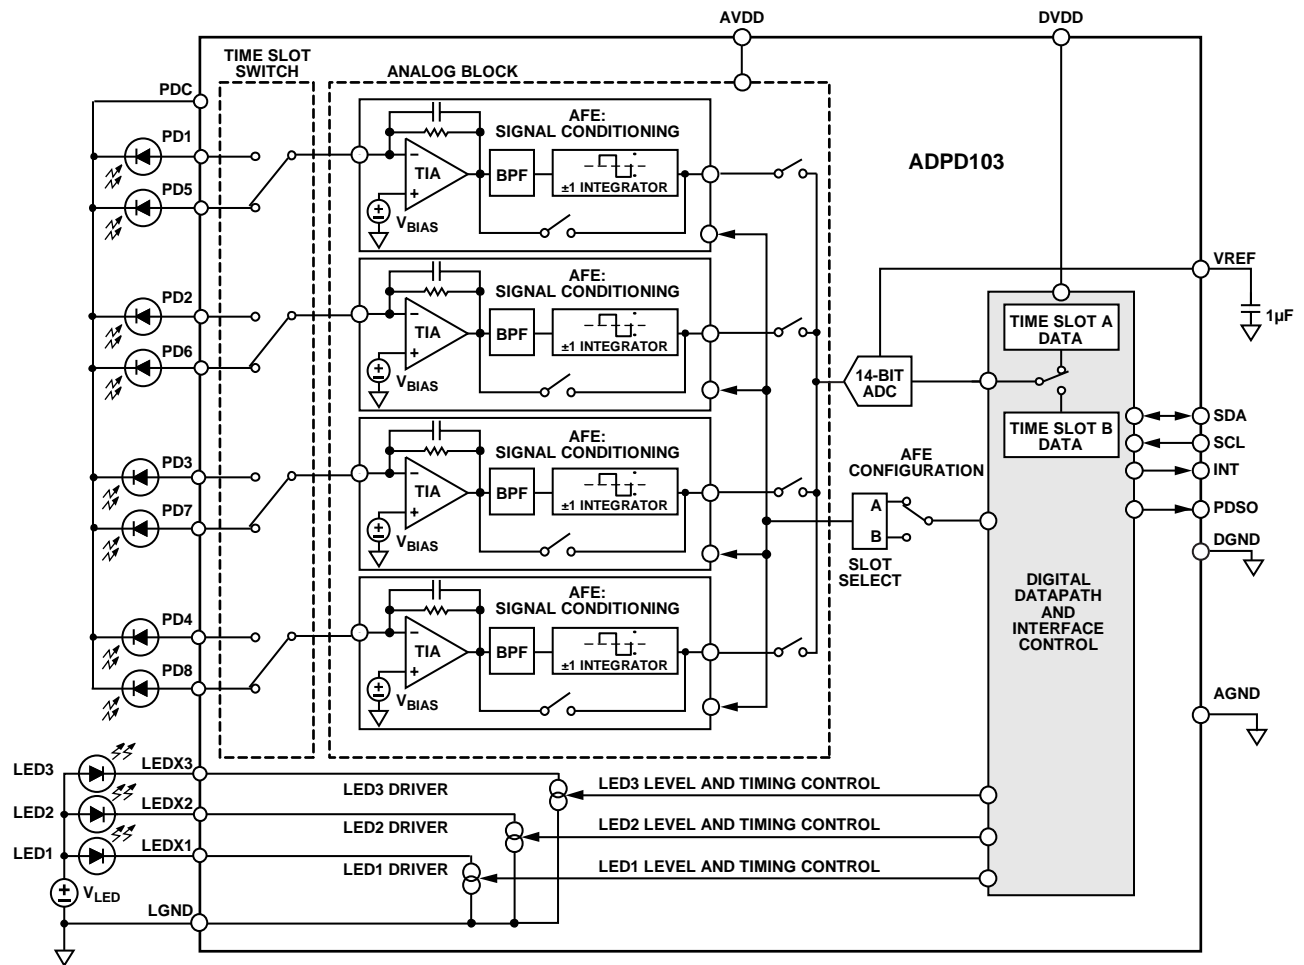 AVDD
DVDD
TIME SLOT
SWITCH
ANALOG BLOCK
PDC
PD1
PD5
PD2
PD6
PD3
PD7
PD4
PD8
AFE:
SIGNAL CONDITIONING
−
TIA
+
BPF
±1 INTEGRATOR
VBIAS
AFE:
SIGNAL CONDITIONING
−
TIA
+
BPF
±1 INTEGRATOR
VBIAS
AFE:
SIGNAL CONDITIONING
−
TIA
+
BPF
±1 INTEGRATOR
VBIAS
AFE:
SIGNAL CONDITIONING
−
TIA
+
BPF
±1 INTEGRATOR
VBIAS
ADPD103
VREF
1µF
TIME SLOT A
DATA
14-BIT
ADC
TIME SLOT B
DATA
AFE
CONFIGURATION
A
B
SLOT
SELECT
SDA
SCL
INT
PDSO
DGND
DIGITAL
DATAPATH
AND
INTERFACE
CONTROL
AGND
LED3
LEDX3
LED3 DRIVER
LED3 LEVEL AND TIMING CONTROL
LED2
LEDX2
LED2 DRIVER
LED2 LEVEL AND TIMING CONTROL
LED1
LEDX1
LED1 DRIVER
LED1 LEVEL AND TIMING CONTROL
VLED
LGND